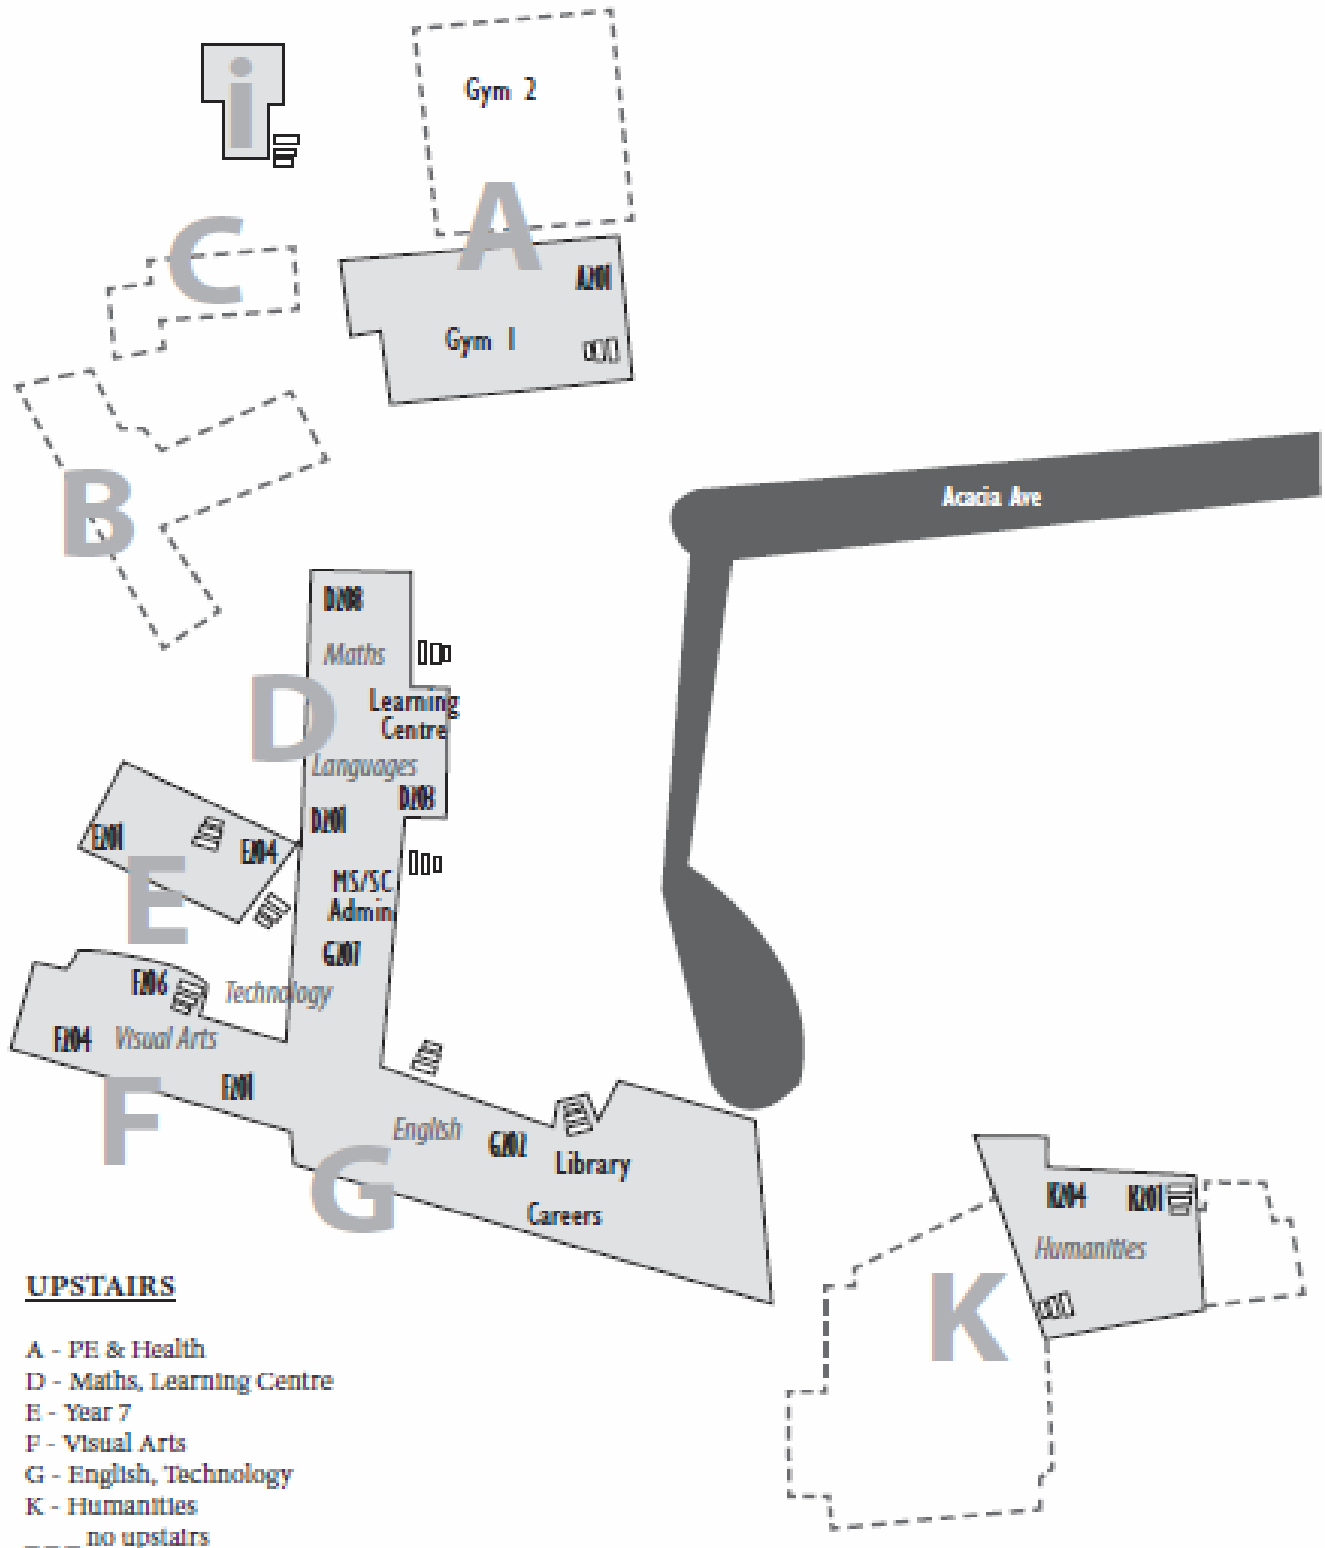 i
Gym 2
A
C
A201
Gym 1
B
Acacia Ave
D208
Maths
D
Learning
Centre
Languages
D203
D201
E201
E204
E
MS/SC
Admin
G207
F206
Technology
F204
Visual Arts
F201
F
English
G202
Library
G
Careers
K204
K201
Humanities
K
UPSTAIRS
A - PE & Health
D - Maths, Learning Centre
E - Year 7
F - Visual Arts
G - English, Technology
K - Humanities
_ _ _ no upstairs